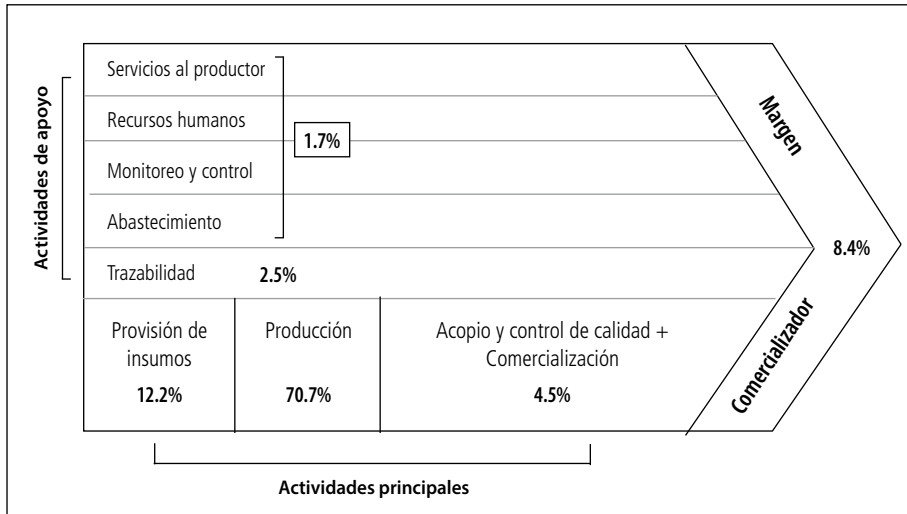 Actividades de apoyo
Servicios al productor
Recursos humanos
1.7%
Monitoreo y control
Abastecimiento
Trazabilidad 2.5%
Provisión de
insumos
12.2%
Producción
70.7%
Acopio y control de calidad +
Comercialización
4.5%
Margen
8.4%
Comercializador
Actividades principales